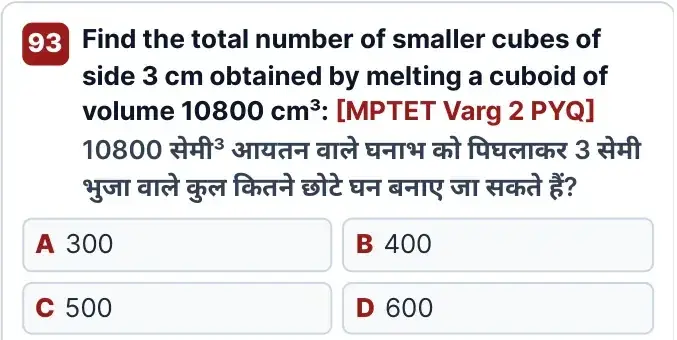 93 Find the total number of smaller cubes of
side 3 cm obtained by melting a cuboid of
volume 10800 cm³: [MPTET Varg 2 PYQ]
10800 सेमी³ आयतन वाले घनाभ को पिघलाकर 3 सेमी
भुजा वाले कुल कितने छोटे घन बनाए जा सकते हैं?
A 300
B 400
C 500
D 600